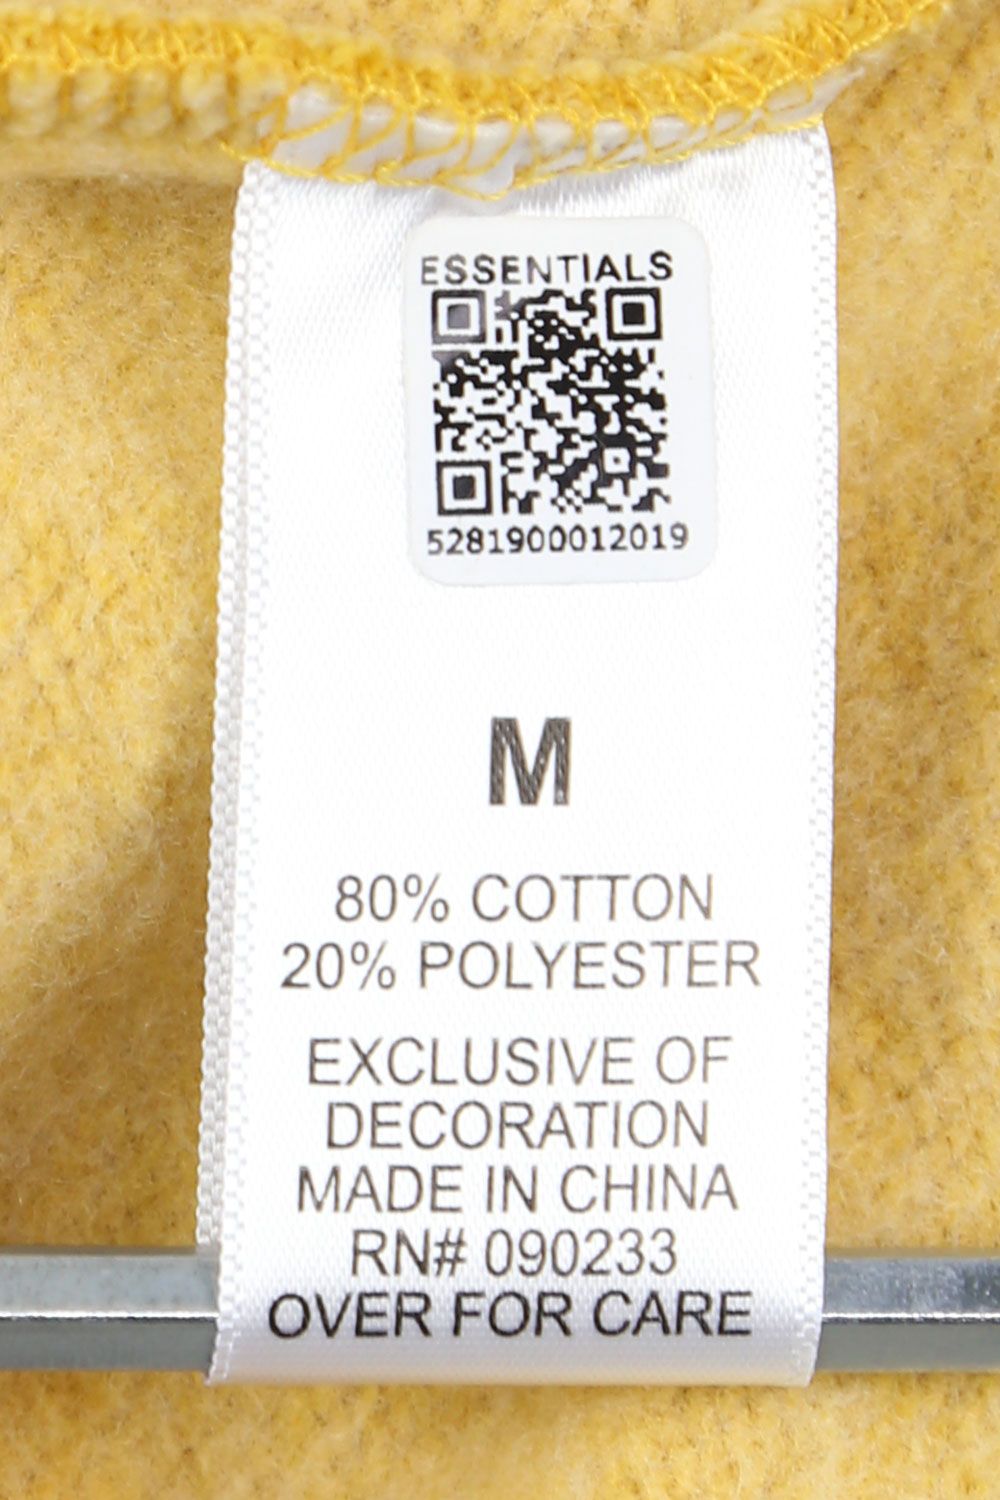 ESSENTIALS
5281900012019
M
80% COTTON
20% POLYESTER
EXCLUSIVE OF
DECORATION
MADE IN CHINA
RN# 090233
OVER FOR CARE